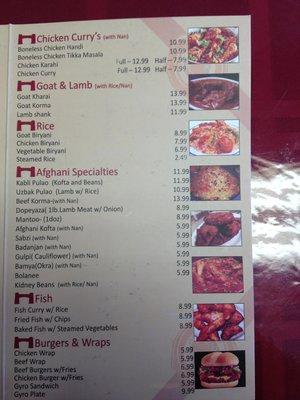 Chicken Curry's (with Nan)
Boneless Chicken Handi 10.99
Boneless Chicken Tikka Masala 10.99
Chicken Karahi Full – 12.99 Half – 7.99
Chicken Curry Full – 12.99 Half – 7.99
Goat & Lamb (with Rice/Nan)
Goat Kharai 13.99
Goat Korma 13.99
Lamb shank 11.99
Rice
Goat Biryani 8.99
Chicken Biryani 7.99
Vegetable Biryani 6.99
Steamed Rice 2.49
Afghani Specialties
Kabli Pulao (Kofta and Beans) 11.99
Uzbak Pulao (Lamb w/ Rice) 11.99
Beef Korma-(with Nan) 10.99
Dopeyaza( 1lb.Lamb Meat w/ Onion) 13.99
Mantoo- (1doz) 8.99
Afghani Kofta (with Nan) 8.99
Sabzi (with Nan) 5.99
Badanjan (with Nan) 5.99
Gulpi( Cauliflower) (with Nan) 5.99
Bamya(Okra) (with Nan) 5.99
Bolanee 5.99
Kidney Beans (with Rice/ Nan) 5.99
Fish
Fish Curry w/ Rice 8.99
Fried Fish w/ Chips 8.99
Baked Fish w/ Steamed Vegetables 8.99
Burgers & Wraps
Chicken Wrap 5.99
Beef Wrap 5.99
Beef Burgers w/Fries 5.99
Chicken Burger w/Fries 5.99
Gyro Sandwich 5.99
Gyro Plate 9.99